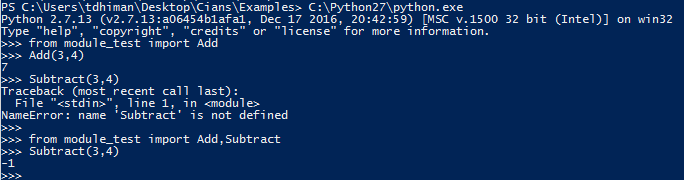 PS C:\Users\tdhiman\Desktop\Cians\Examples> C:\Python27\python.exe
Python 2.7.13 (v2.7.13:a06454b1afa1, Dec 17 2016, 20:42:59) [MSC v.1500 32 bit (Intel)] on win32
Type "help", "copyright", "credits" or "license" for more information.
>>> from module_test import Add
>>> Add(3,4)
7
>>> Subtract(3,4)
Traceback (most recent call last):
  File "<stdin>", line 1, in <module>
NameError: name 'Subtract' is not defined
>>>
>>> from module_test import Add,Subtract
>>> Subtract(3,4)
-1
>>>